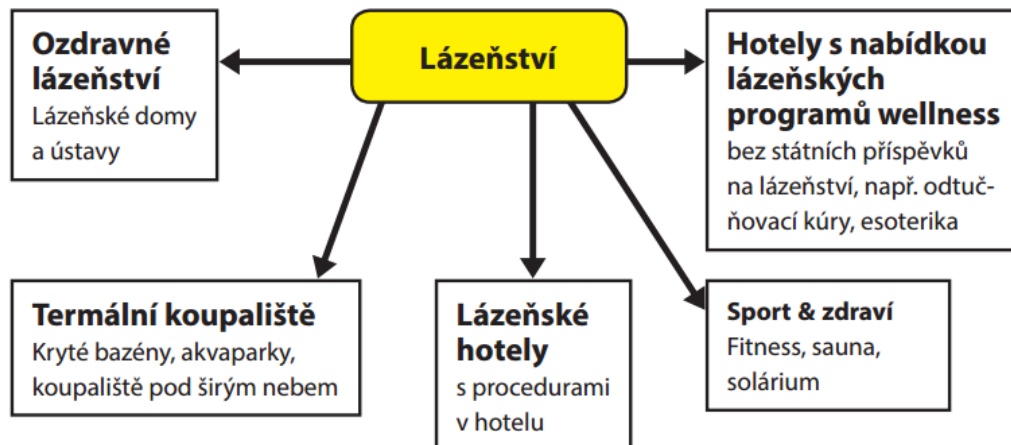 Lázeňství
Ozdravné
lázeňství
Lázeňské domy
a ústavy
Hotely s nabídkou
lázeňských
programů wellness
bez státních příspěvků
na lázeňství, např. odtuč-
ňovací kúry, esoterika
Termální koupaliště
Kryté bazény, akvaparky,
koupaliště pod širým nebem
Lázeňské
hotely
s procedurami
v hotelu
Sport & zdraví
Fitness, sauna,
solárium